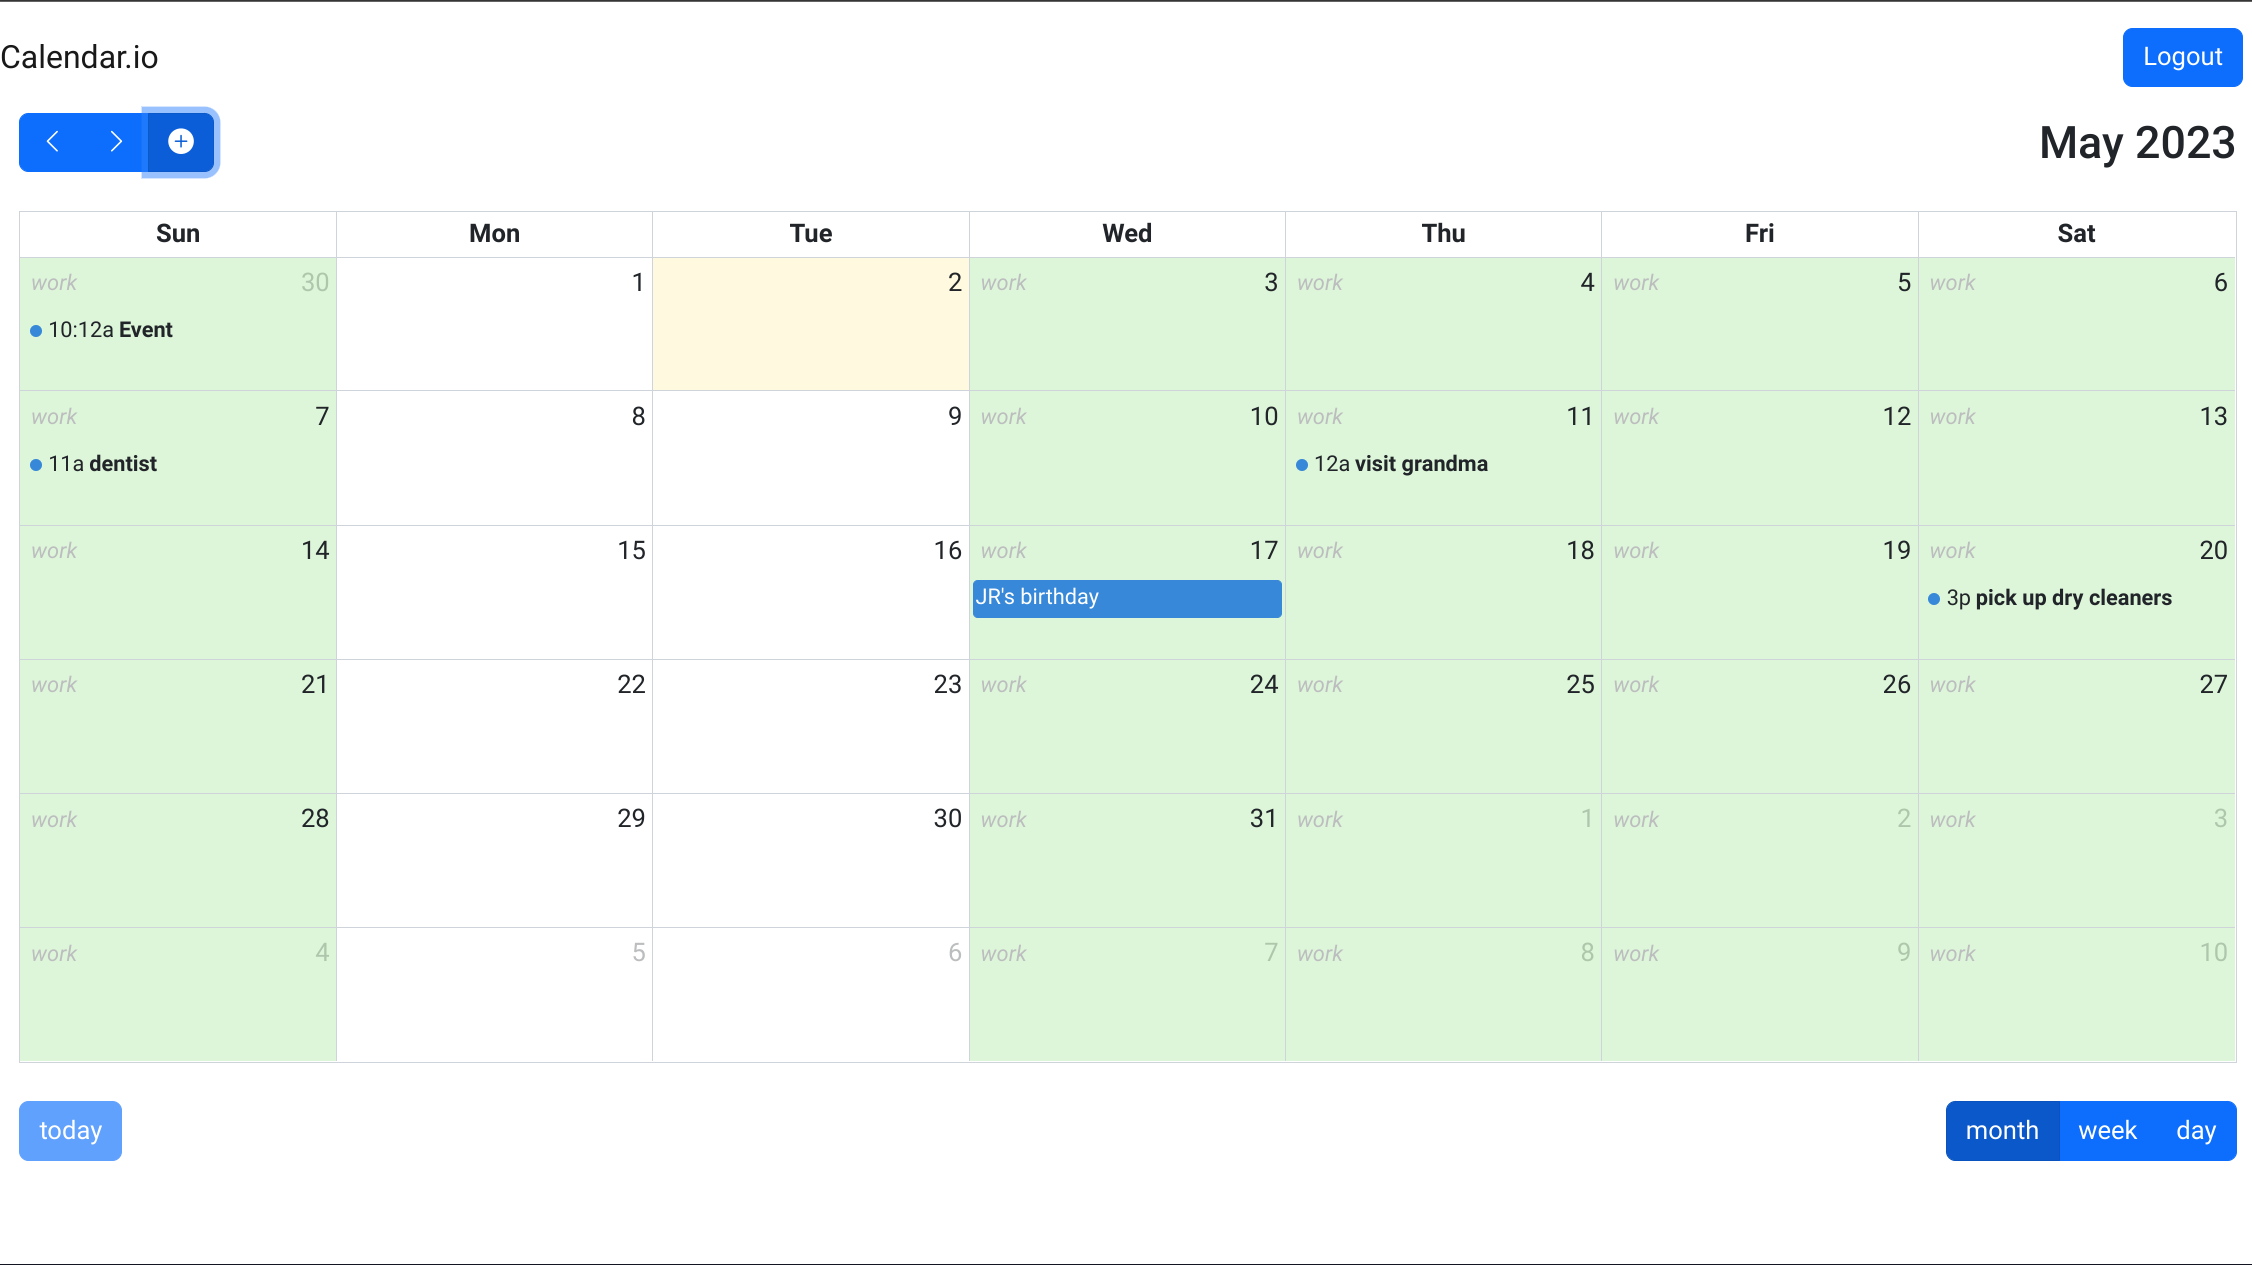 Calendar.io
Logout
May 2023
Sun Mon Tue Wed Thu Fri Sat
work 30 1 2 work 3 work 4 work 5 work 6
10:12a Event
work 7 8 9 work 10 work 11 work 12 work 13
11a dentist 12a visit grandma
work 14 15 16 work 17 work 18 work 19 work 20
JR's birthday 3p pick up dry cleaners
work 21 22 23 work 24 work 25 work 26 work 27
work 28 29 30 work 31 work 1 work 2 work 3
work 4 5 6 work 7 work 8 work 9 work 10
today month week day